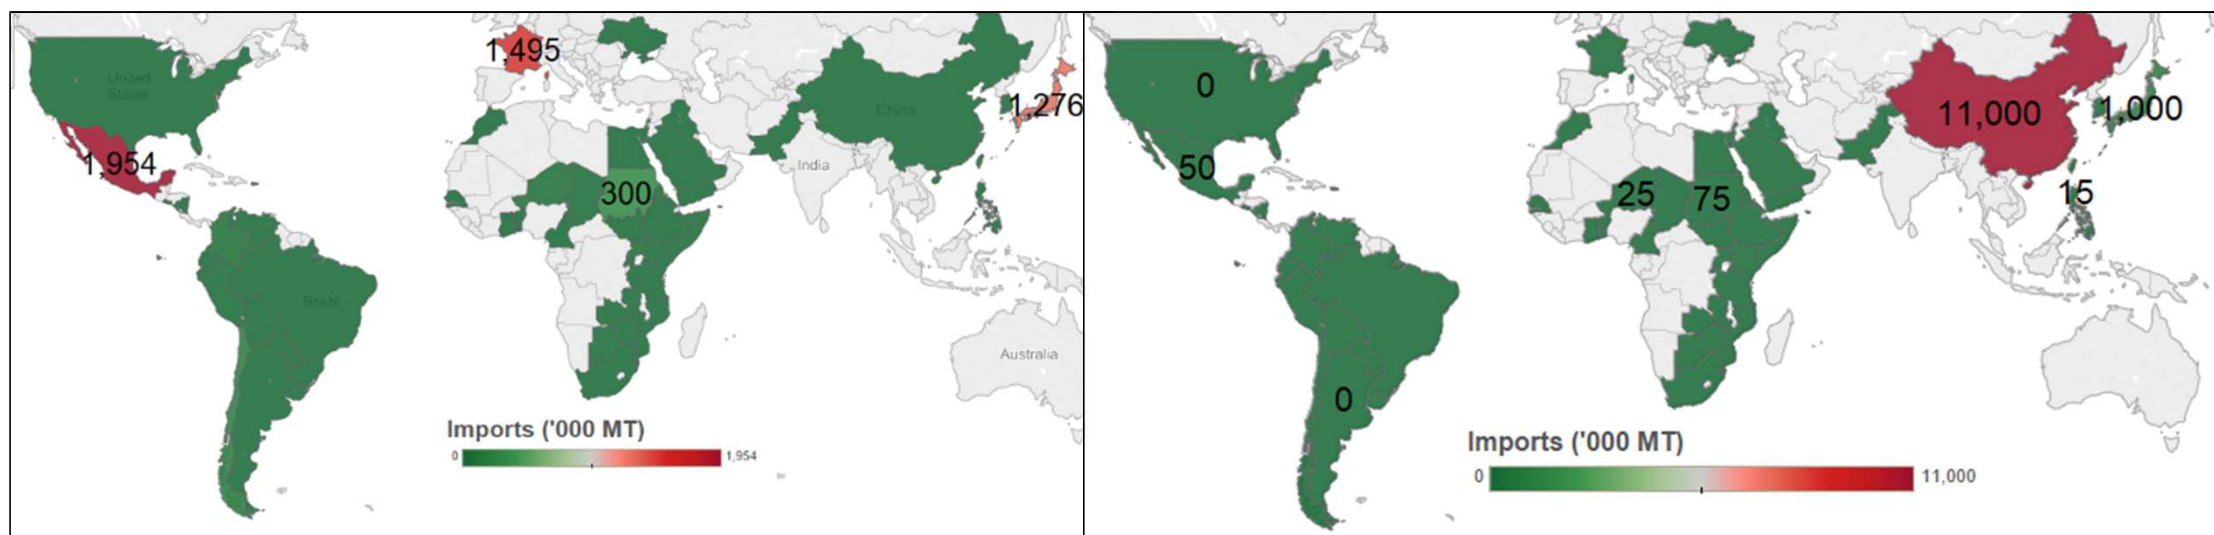 1,495
United
States
China
1,276
1,954
India
300
Brazil
Australia
Imports ('000 MT)
0
1,954
0
11,000
1,000
50
25
75
15
0
Imports ('000 MT)
0
11,000